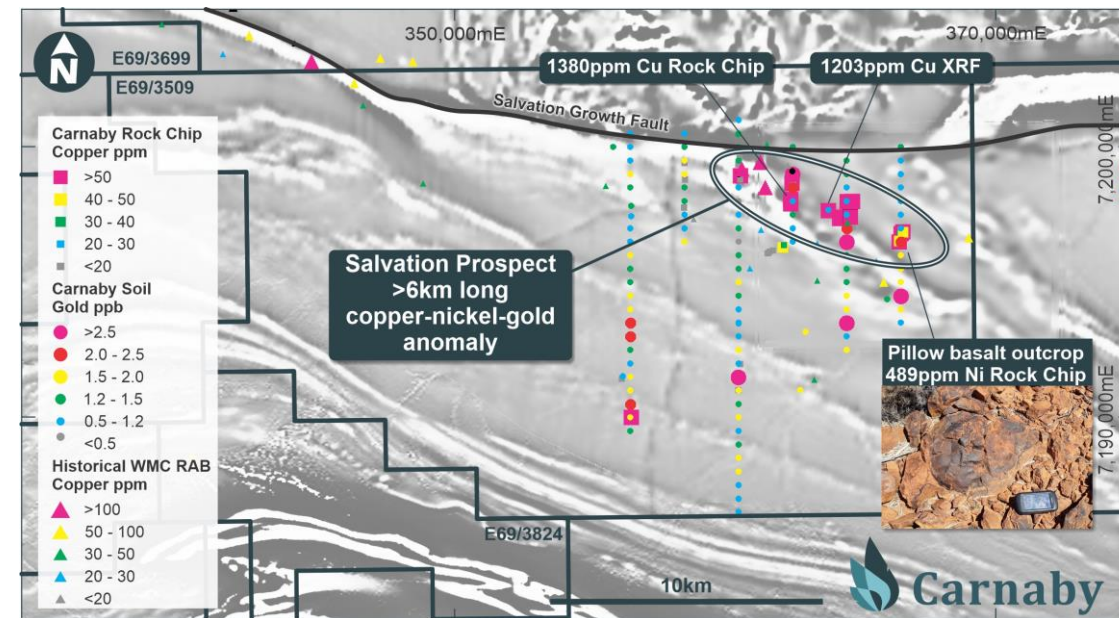 350,000mE
370,000mE
N
E69/3699
E69/3509
1380ppm Cu Rock Chip
1203ppm Cu XRF
Salvation Growth Fault
7,200,000mE
Carnaby Rock Chip
Copper ppm
>50
40 - 50
30 - 40
20 - 30
<20
Carnaby Soil
Gold ppb
>2.5
2.0 - 2.5
1.5 - 2.0
1.2 - 1.5
0.5 - 1.2
<0.5
Historical WMC RAB
Copper ppm
>100
50 - 100
30 - 50
20 - 30
<20
Salvation Prospect
>6km long
copper-nickel-gold
anomaly
Pillow basalt outcrop
489ppm Ni Rock Chip
7,190,000mE
E69/3824
10km
Carnaby